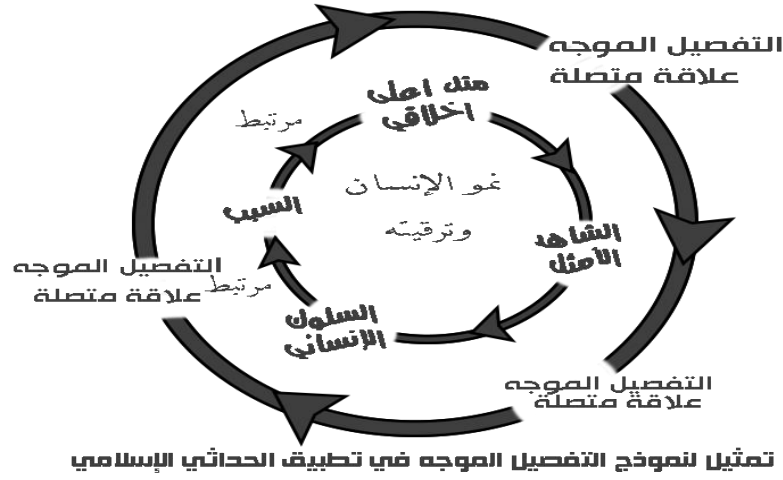 التفصيل الموجه
علاقة متصلة
مثل اعلى
اخلاقي
مرتبط
نمو الإنسان
وترقيته
السبب
الشاهد
الأمثل
التفصيل الموجه
علاقة متصلة
مرتبط
السلوك
الإنساني
التفصيل الموجه
علاقة متصلة
تمثيل لنموذج التفصيل الموجه في تطبيق الحداثي الإسلامي